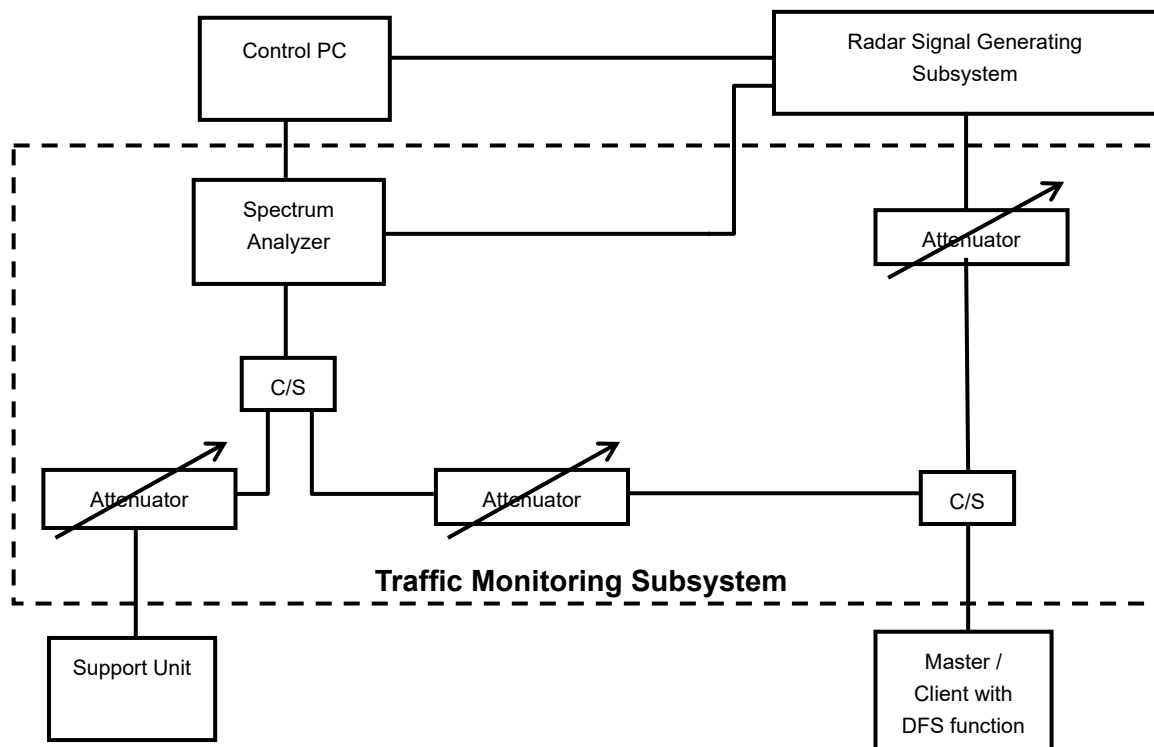 Control PC
Radar Signal Generating
Subsystem
Spectrum
Analyzer
Attenuator
C/S
Attenuator
Attenuator
C/S
Traffic Monitoring Subsystem
Support Unit
Master /
Client with
DFS function